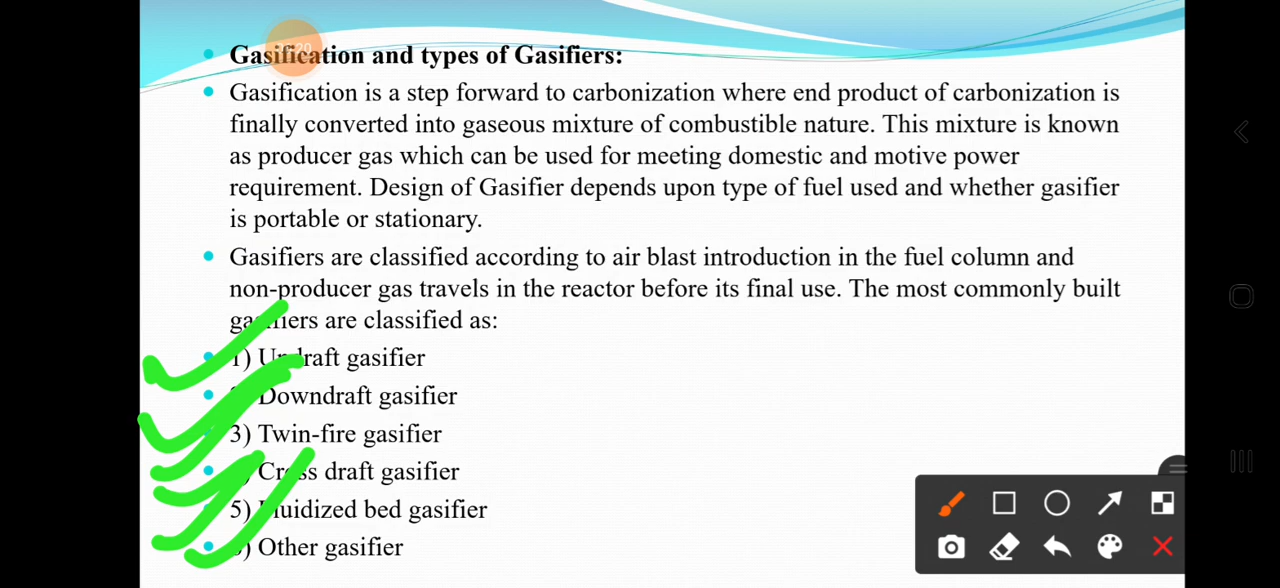 Gasification and types of Gasifiers:
Gasification is a step forward to carbonization where end product of carbonization is
finally converted into gaseous mixture of combustible nature. This mixture is known
as producer gas which can be used for meeting domestic and motive power
requirement. Design of Gasifier depends upon type of fuel used and whether gasifier
is portable or stationary.
Gasifiers are classified according to air blast introduction in the fuel column and
non-producer gas travels in the reactor before its final use. The most commonly built
gasifiers are classified as:
1) Updraft gasifier
Downdraft gasifier
3) Twin-fire gasifier
Cross draft gasifier
5) Fluidized bed gasifier
Other gasifier